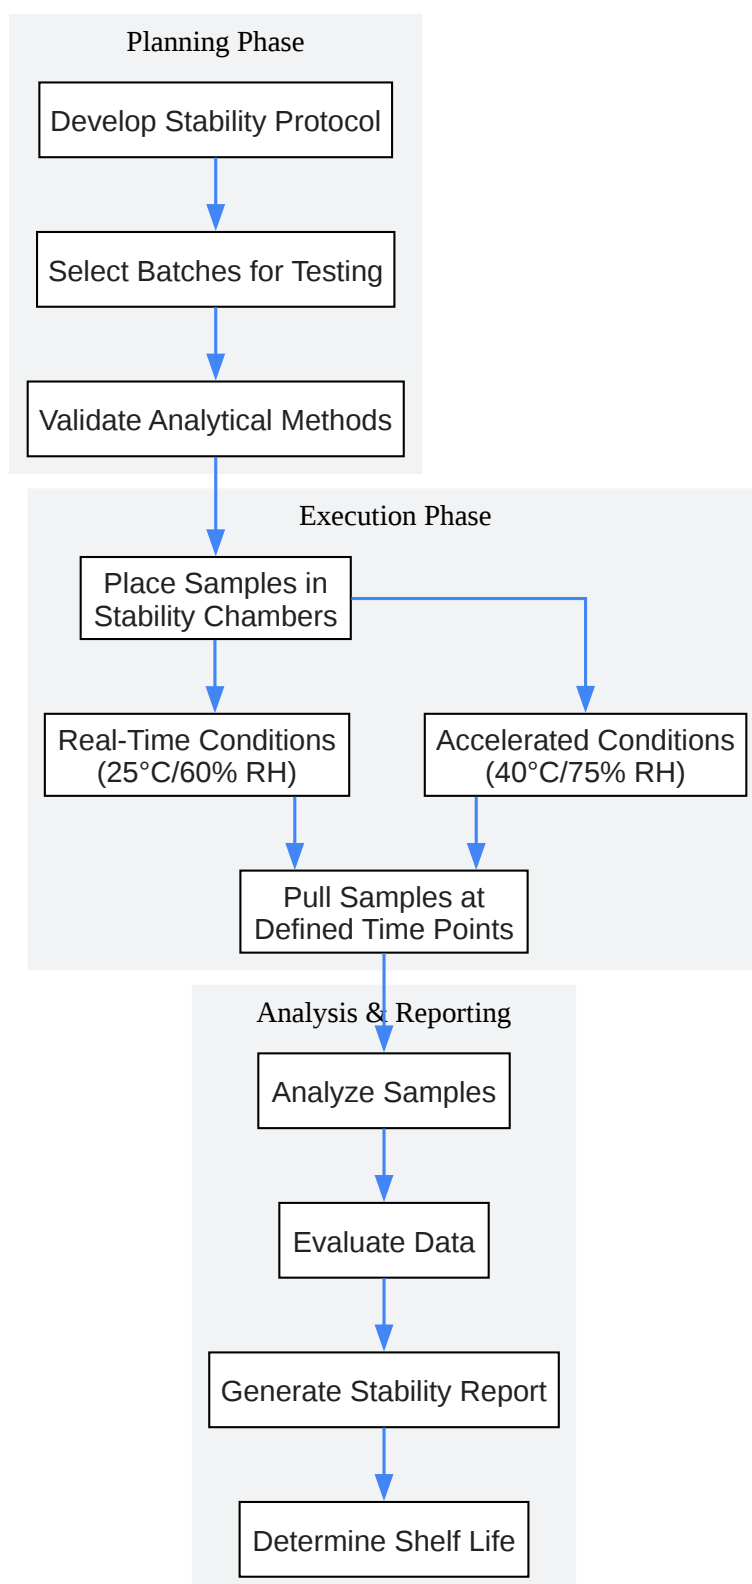 Planning Phase
Develop Stability Protocol
Select Batches for Testing
Validate Analytical Methods
Execution Phase
Place Samples in
Stability Chambers
Real-Time Conditions
(25°C/60% RH)
Accelerated Conditions
(40°C/75% RH)
Pull Samples at
Defined Time Points
Analysis & Reporting
Analyze Samples
Evaluate Data
Generate Stability Report
Determine Shelf Life